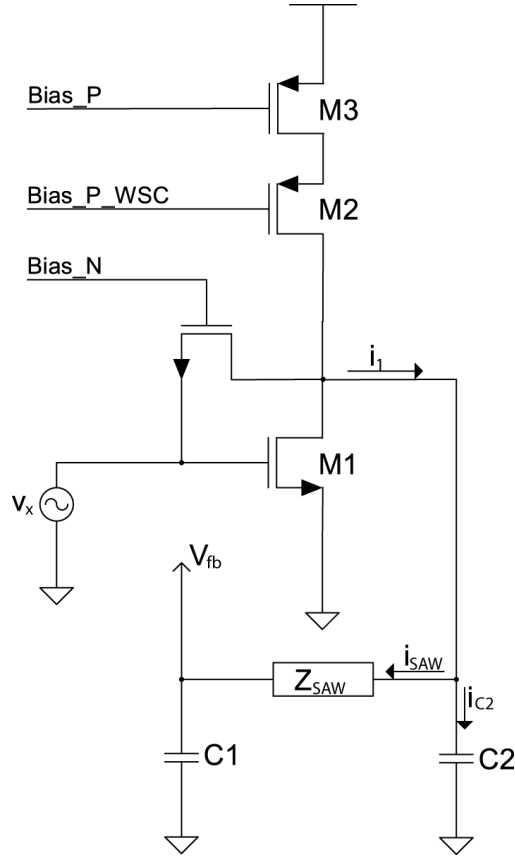 Bias_P
M3
Bias_P_WSC
M2
Bias_N
i1
M1
vx
Vfb
iSAW
ZSAW
iC2
C1
C2